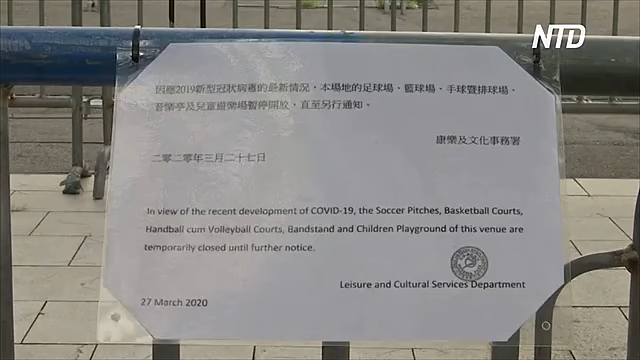 NTD
因應2019新型冠狀病毒的最新情況，本場地的足球場、籃球場、手球暨排球場、
音樂亭及兒童遊樂場暫停開放，直至另行通知。
康樂及文化事務署
二零二零年三月二十七日
In view of the recent development of COVID-19, the Soccer Pitches, Basketball Courts,
Handball cum Volleyball Courts, Bandstand and Children Playground of this venue are
temporarily closed until further notice.
Leisure and Cultural Services Department
27 March 2020